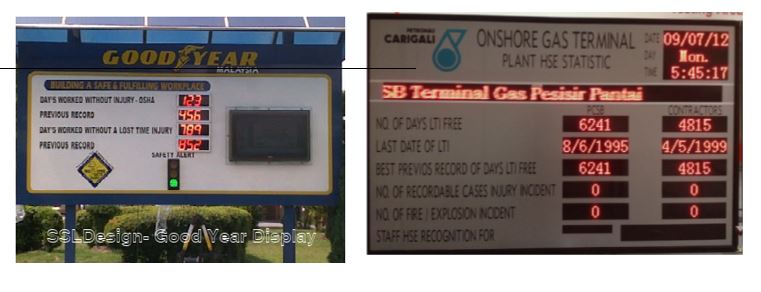 GOOD YEAR
MALAYSIA
BUILDING A SAFE & FULFILLING WORKPLACE
DAY'S WORKED WITHOUT INJURY - OSHA 123
PREVIOUS RECORD 456
DAY'S WORKED WITHOUT A LOST TIME INJURY 789
PREVIOUS RECORD 852
SAFETY ALERT
SSLDesign- Good Year Display
PETRONAS
CARIGALI
ONSHORE GAS TERMINAL
PLANT HSE STATISTIC
DATE 09/07/12
DAY Mon.
TIME 5:45:17
SB Terminal Gas Pesisir Pantai
PCSB CONTRACTORS
NO. OF DAYS LTI FREE 6241 4815
LAST DATE OF LTI 8/6/1995 4/5/1999
BEST PREVIOS RECORD OF DAYS LTI FREE 6241 4815
NO. OF RECORDABLE CASES INJURY INCIDENT 0 0
NO. OF FIRE / EXPLOSION INCIDENT 0 0
STAFF HSE RECOGNITION FOR